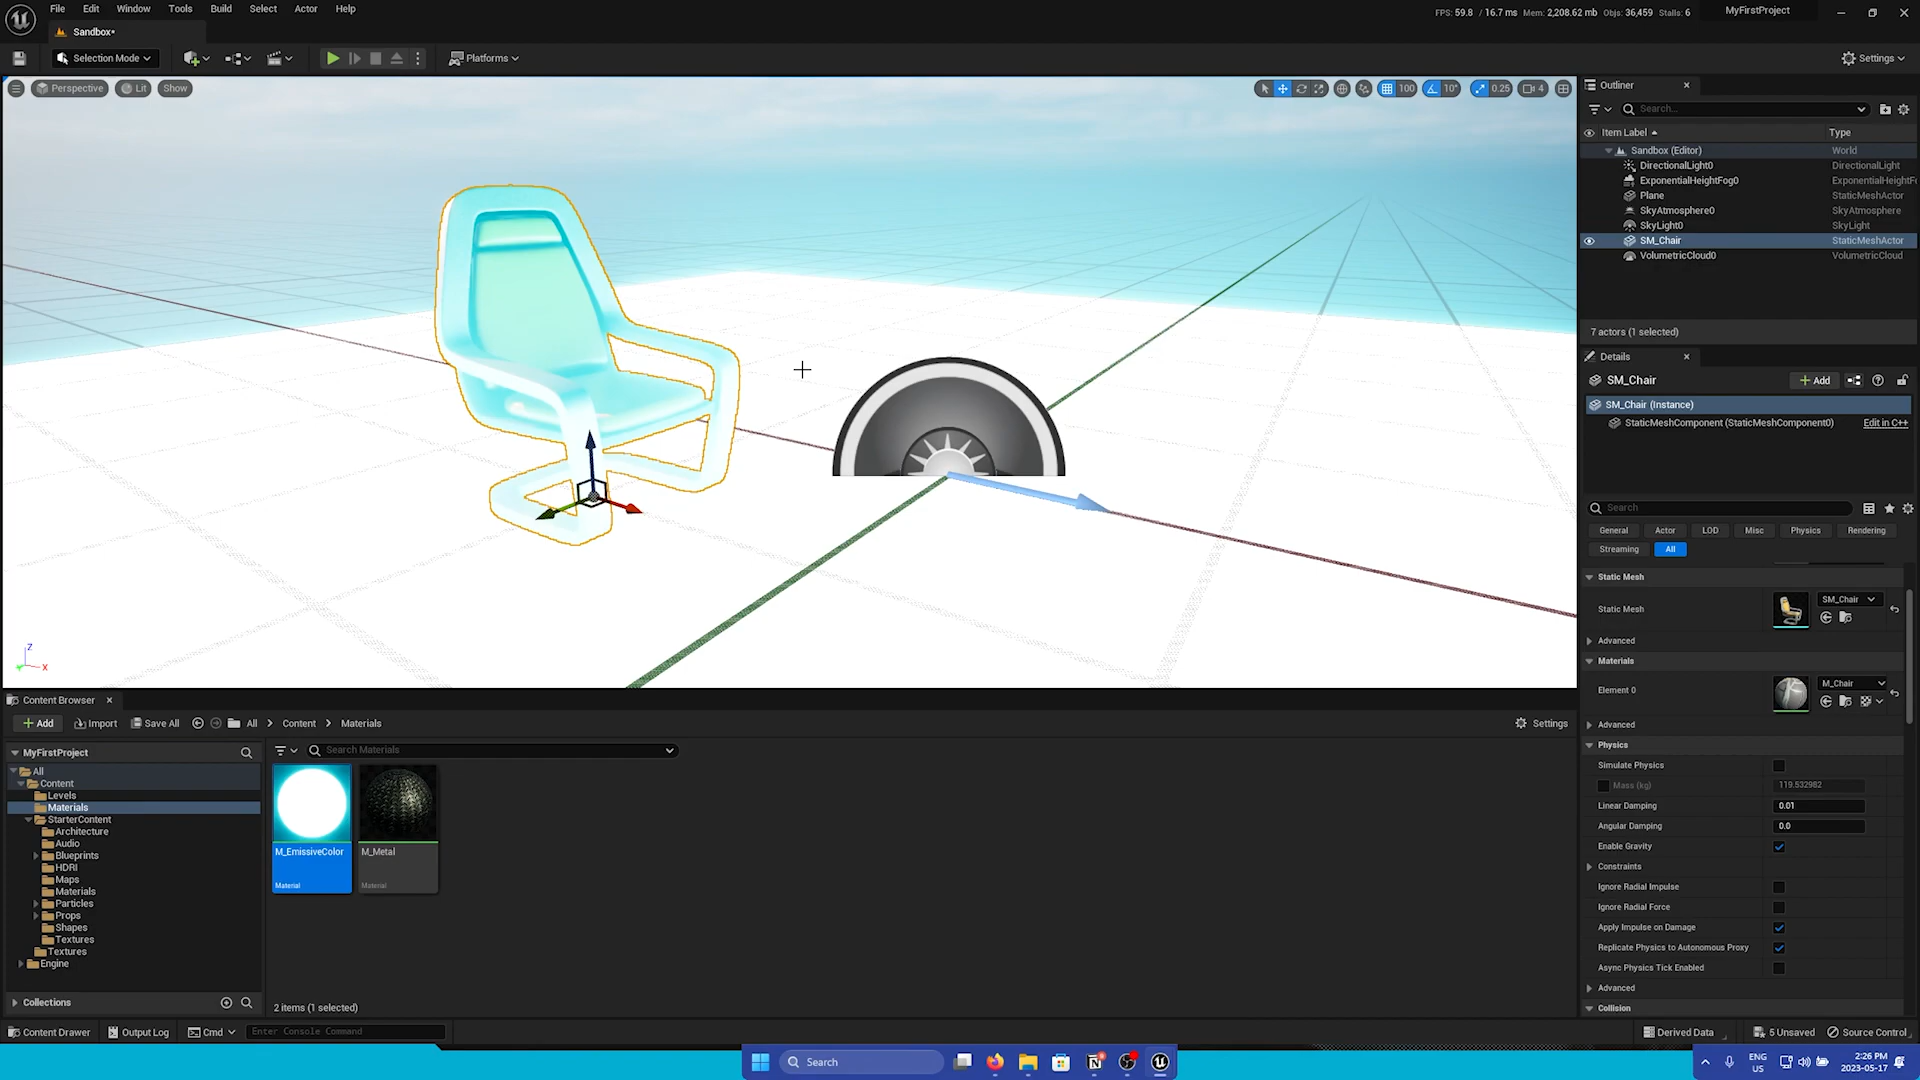 File Edit Window Tools Build Select Actor Help
FPS: 59.8 / 16.7 ms Mem: 2,208.62 mb Objs: 36,459 Stalls: 6
MyFirstProject
Sandbox•
Selection Mode
Platforms
Settings
Perspective Lit Show
100 10° 0.25 4
Z
X
Outliner
Search...
Item Label Type
Sandbox (Editor) World
DirectionalLight0 DirectionalLight
ExponentialHeightFog0 ExponentialHeightF
Plane StaticMeshActor
SkyAtmosphere0 SkyAtmosphere
SkyLight0 SkyLight
SM_Chair StaticMeshActor
VolumetricCloud0 VolumetricCloud
7 actors (1 selected)
Details
SM_Chair
Add
SM_Chair (Instance)
StaticMeshComponent (StaticMeshComponent0) Edit in C++
Search
General Actor LOD Misc Physics Rendering
Streaming All
Static Mesh
Static Mesh SM_Chair
Advanced
Materials
Element 0 M_Chair
Advanced
Physics
Simulate Physics
Mass (kg) 119.532982
Linear Damping 0.01
Angular Damping 0.0
Enable Gravity
Constraints
Ignore Radial Impulse
Ignore Radial Force
Apply Impulse on Damage
Replicate Physics to Autonomous Proxy
Async Physics Tick Enabled
Advanced
Collision
Content Browser
Add Import Save All All Content Materials Settings
MyFirstProject
Search Materials
All
Content
Levels
Materials
StarterContent
Architecture
Audio
Blueprints
HDRI
Maps
Materials
Particles
Props
Shapes
Textures
Textures
Engine
Collections
M_EmissiveColor
Material
M_Metal
Material
2 items (1 selected)
Content Drawer Output Log Cmd Enter Console Command
Derived Data 5 Unsaved Source Control
Search
ENG
US
2:26 PM
2023-05-17